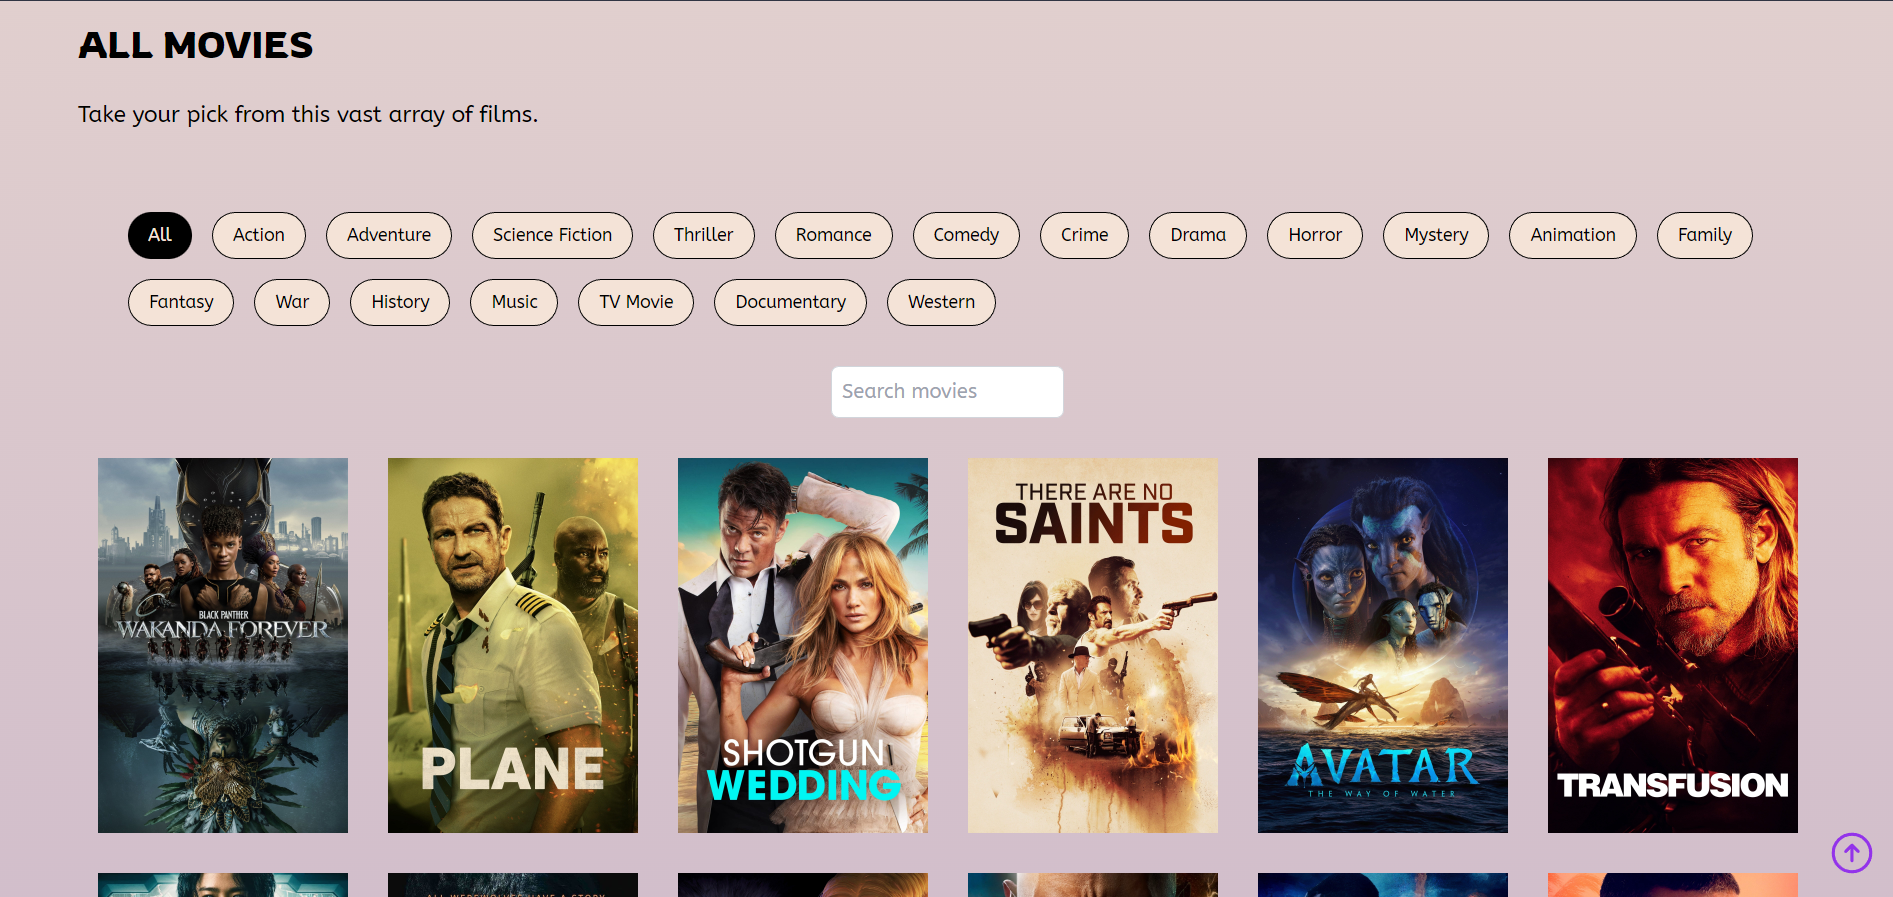 ALL MOVIES
Take your pick from this vast array of films.
All Action Adventure Science Fiction Thriller Romance Comedy Crime Drama Horror Mystery Animation Family
Fantasy War History Music TV Movie Documentary Western
Search movies
BLACK PANTHER
WAKANDA FOREVER
PLANE
SHOTGUN
WEDDING
THERE ARE NO
SAINTS
AVATAR
THE WAY OF WATER
TRANSFUSION